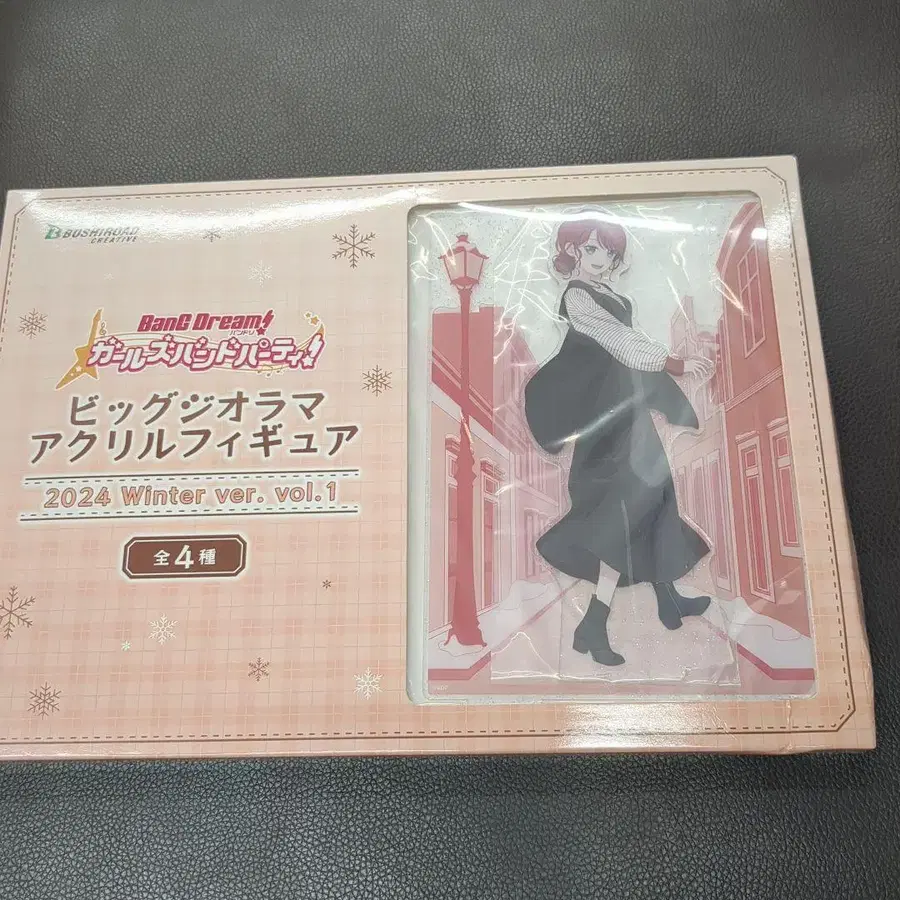 BUSHIROAD
CREATIVE
BanG Dream!
バンドリ
ガールズバンドパーティ!
ビッグジオラマ
アクリルフィギュア
2024 Winter ver. vol.1
全4種